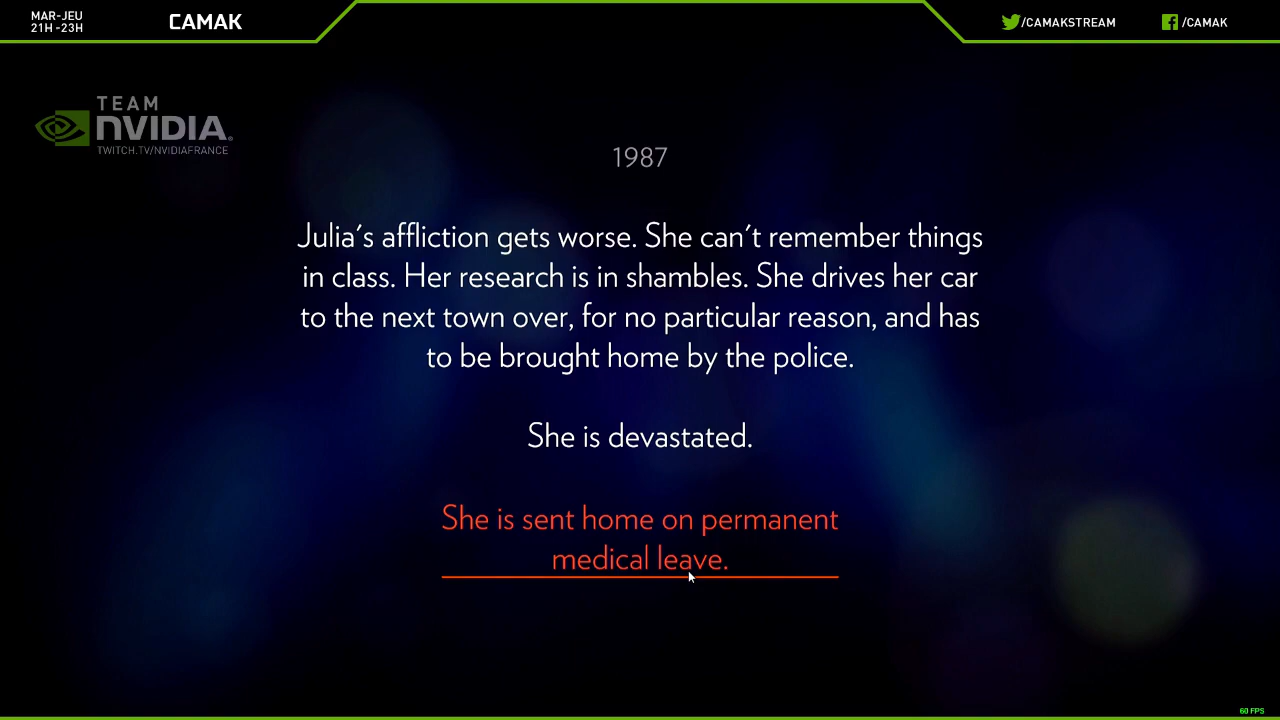 MAR-JEU
21H -23H
CAMAK
/CAMAKSTREAM
/CAMAK
TEAM
NVIDIA.
TWITCH.TV/NVIDIAFRANCE
1987
Julia's affliction gets worse. She can't remember things
in class. Her research is in shambles. She drives her car
to the next town over, for no particular reason, and has
to be brought home by the police.
She is devastated.
She is sent home on permanent
medical leave.
60 FPS